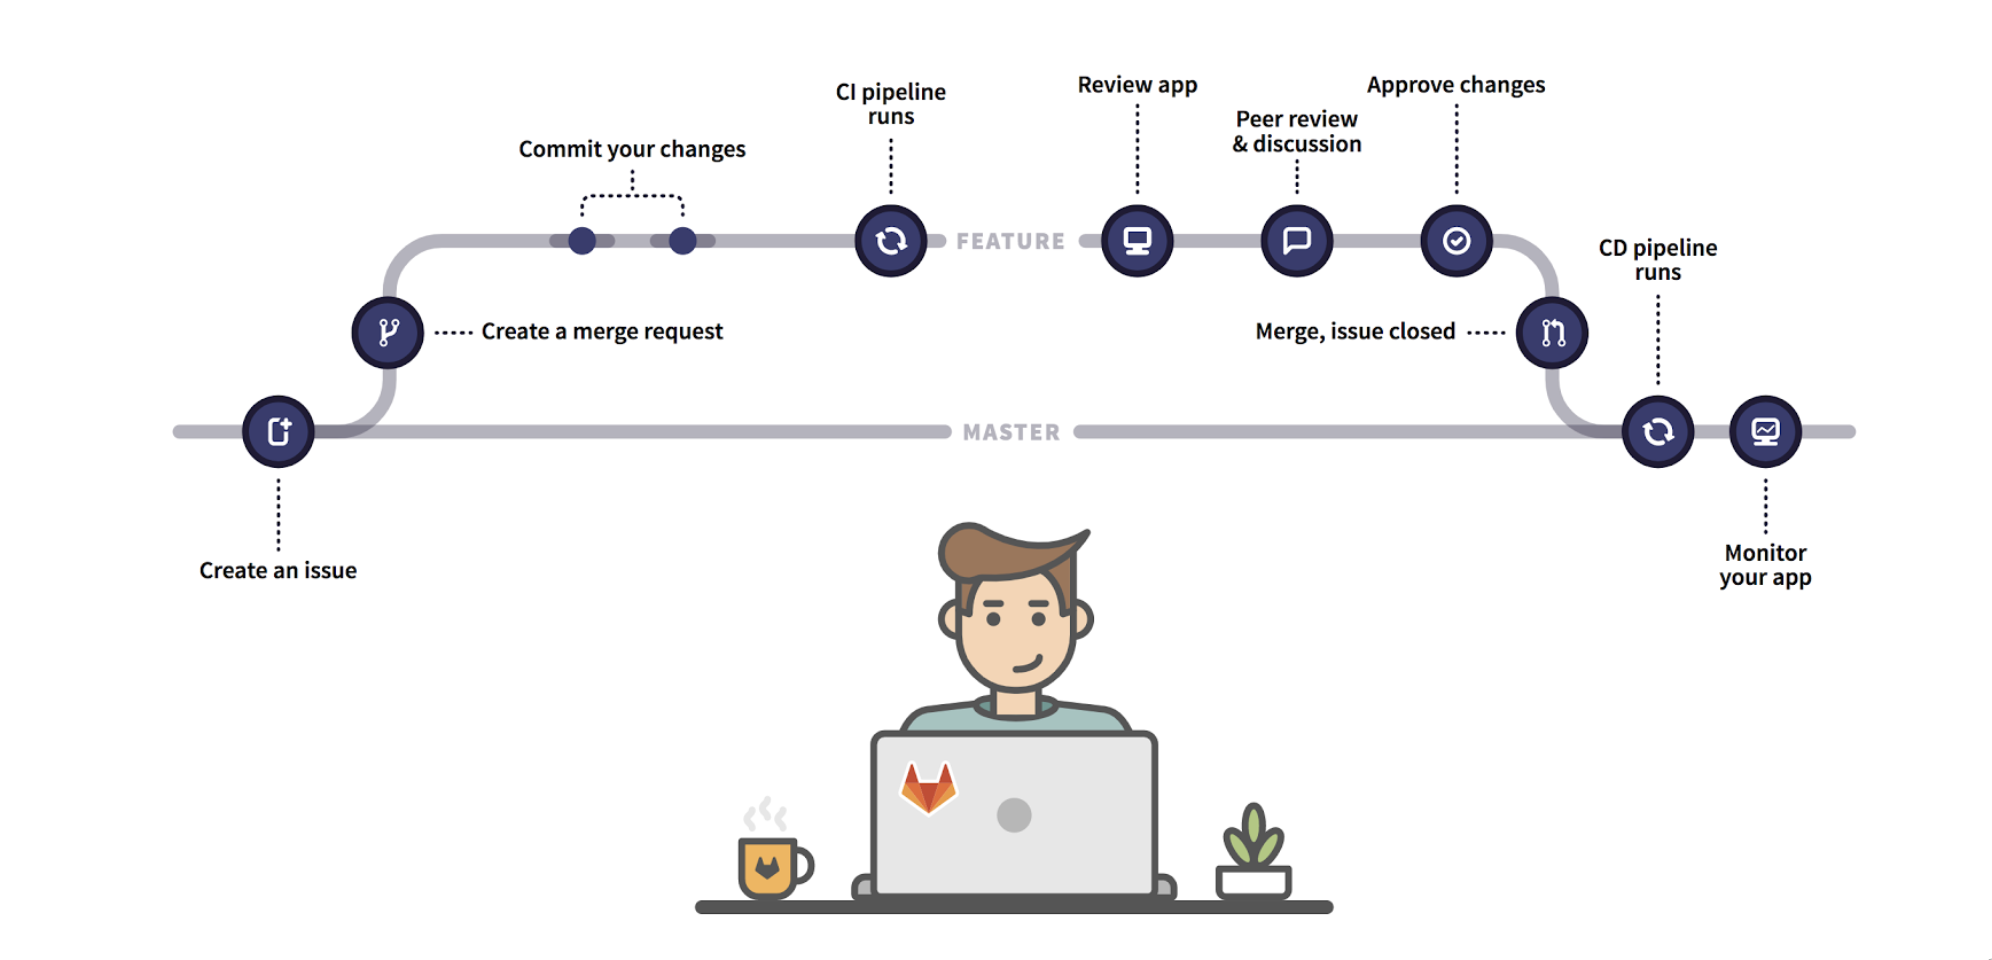 Review app
Approve changes
CI pipeline
runs
Peer review
& discussion
Commit your changes
FEATURE
CD pipeline
runs
Create a merge request
Merge, issue closed
MASTER
Create an issue
Monitor
your app